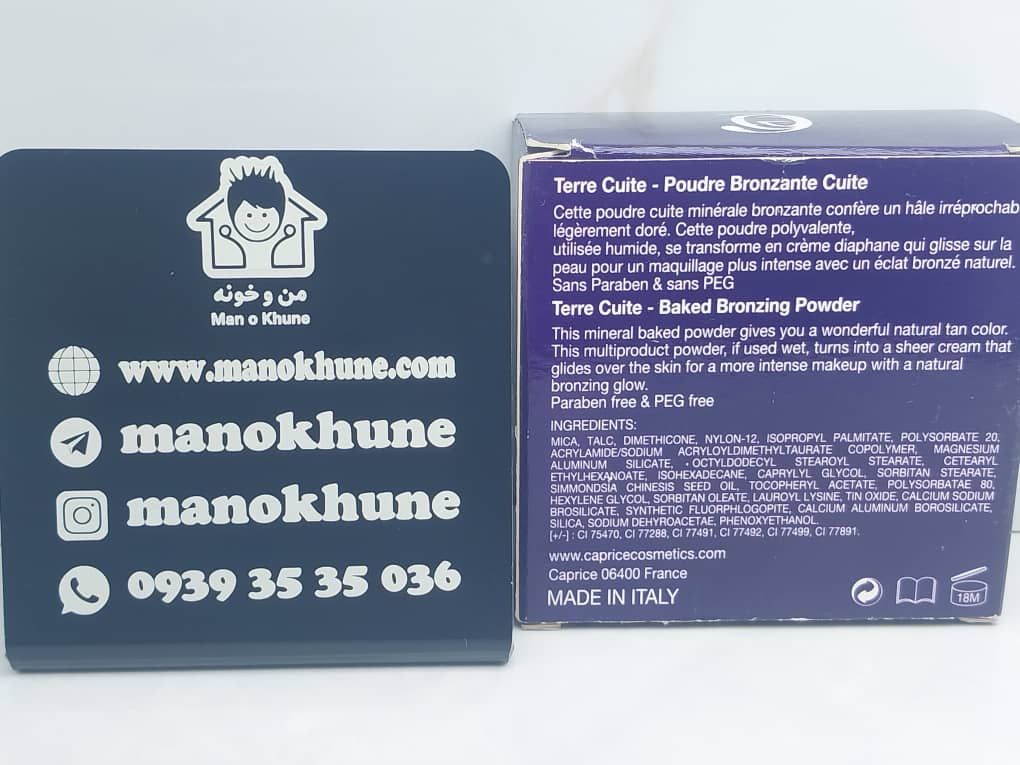 من و خونه
Man o Khune
www.manokhune.com
manokhune
manokhune
0939 35 35 036
Terre Cuite - Poudre Bronzante Cuite
Cette poudre cuite minérale bronzante confère un hâle irréprochab
légèrement doré. Cette poudre polyvalente,
utilisée humide, se transforme en crème diaphane qui glisse sur la
peau pour un maquillage plus intense avec un éclat bronzé naturel.
Sans Paraben & sans PEG
Terre Cuite - Baked Bronzing Powder
This mineral baked powder gives you a wonderful natural tan color.
This multiproduct powder, if used wet, turns into a sheer cream that
glides over the skin for a more intense makeup with a natural
bronzing glow.
Paraben free & PEG free
INGREDIENTS:
MICA, TALC, DIMETHICONE, NYLON-12, ISOPROPYL PALMITATE, POLYSORBATE 20,
ACRYLAMIDE/SODIUM ACRYLOYLDIMETHYLTAURATE COPOLYMER, MAGNESIUM
ALUMINUM SILICATE, OCTYLDODECYL STEAROYL STEARATE, CETEARYL
ETHYLHEXANOATE, ISOHEXADECANE, CAPRYLYL GLYCOL, SORBITAN STEARATE,
SIMMONDSIA CHINESIS SEED OIL, TOCOPHERYL ACETATE, POLYSORBATAE 80,
HEXYLENE GLYCOL, SORBITAN OLEATE, LAUROYL LYSINE, TIN OXIDE, CALCIUM SODIUM
BROSILICATE, SYNTHETIC FLUORPHLOGOPITE, CALCIUM ALUMINUM BOROSILICATE,
SILICA, SODIUM DEHYROACETAE, PHENOXYETHANOL.
[+/-] : CI 75470, CI 77288, CI 77491, CI 77492, CI 77499, CI 77891.
www.capricecosmetics.com
Caprice 06400 France
MADE IN ITALY
18M